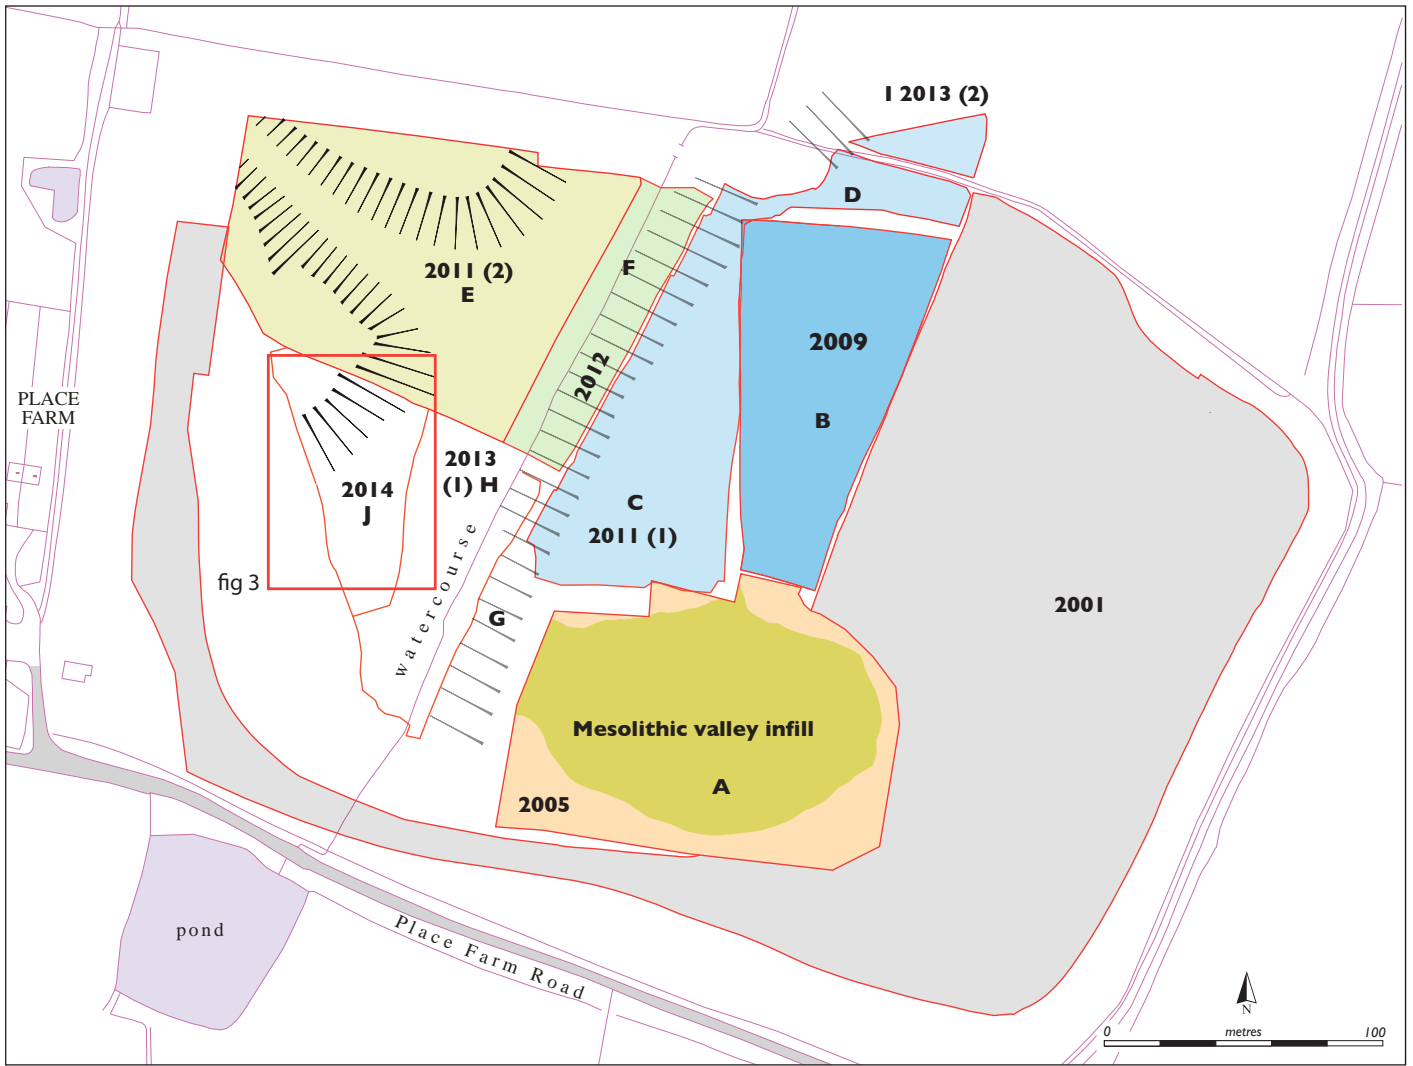 I 2013 (2)
D
2011 (2)
E
F
2009
2012
B
PLACE
FARM
2013
(1) H
2014
J
C
2011 (1)
watercourse
fig 3
G
2001
Mesolithic valley infill
A
2005
pond
Place Farm Road
N
0 metres 100